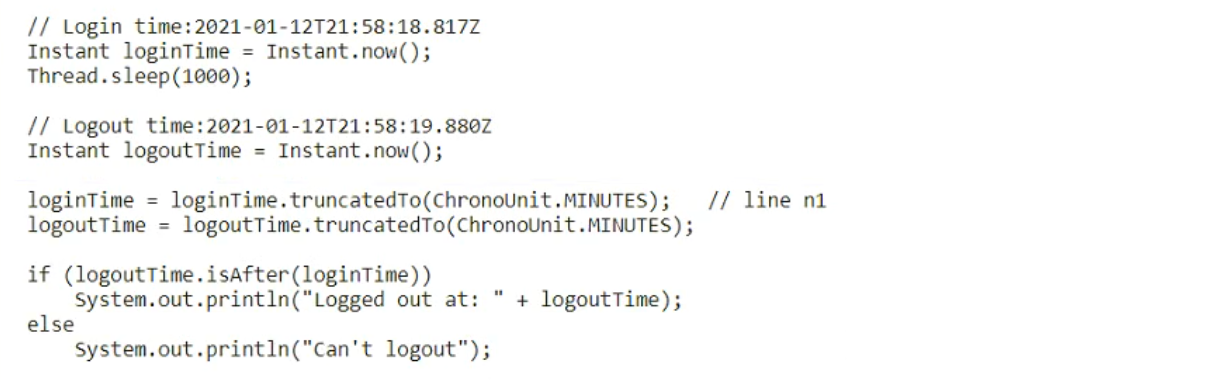 // Login time:2021-01-12T21:58:18.817Z
Instant loginTime = Instant.now();
Thread.sleep(1000);
// Logout time:2021-01-12T21:58:19.880Z
Instant logoutTime = Instant.now();
loginTime = loginTime.truncatedTo(ChronoUnit.MINUTES);   // line n1
logoutTime = logoutTime.truncatedTo(ChronoUnit.MINUTES);
if (logoutTime.isAfter(loginTime))
    System.out.println("Logged out at: " + logoutTime);
else
    System.out.println("Can't logout");